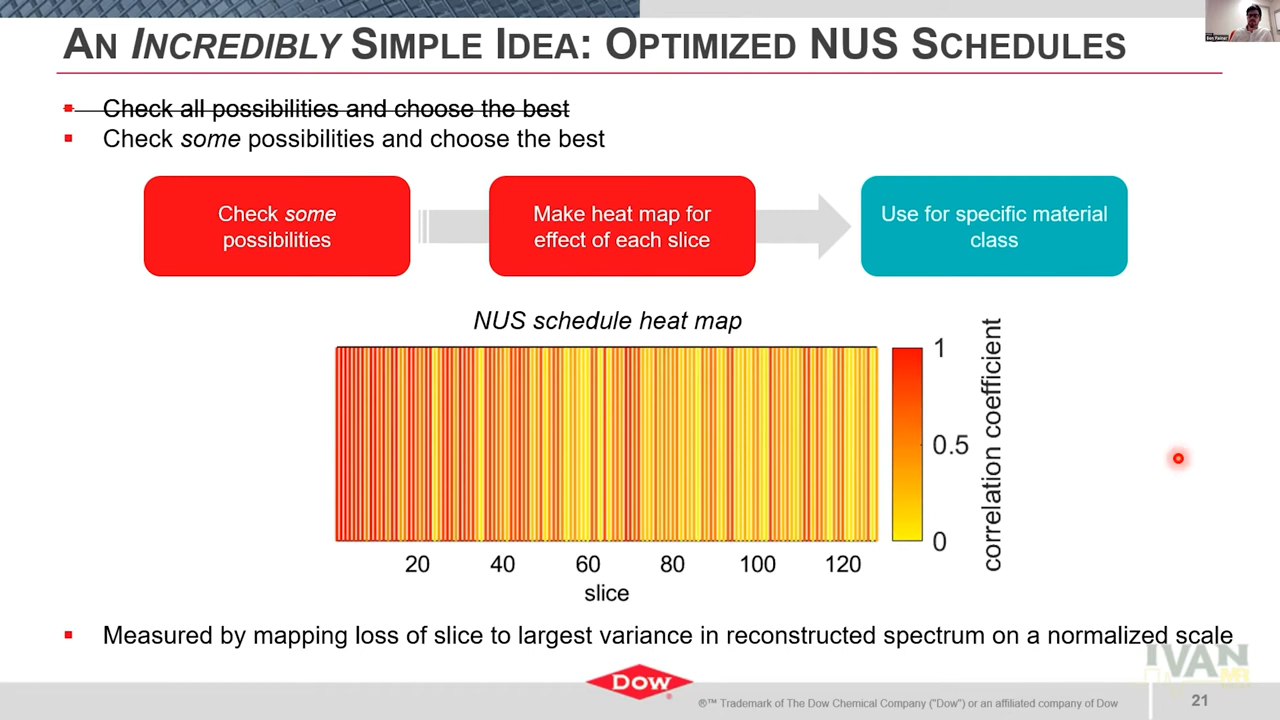 AN INCREDIBLY SIMPLE IDEA: OPTIMIZED NUS SCHEDULES
Check all possibilities and choose the best
Check some possibilities and choose the best
Check some
possibilities
Make heat map for
effect of each slice
Use for specific material
class
NUS schedule heat map
1
0.5
0
correlation coefficient
20 40 60 80 100 120
slice
Measured by mapping loss of slice to largest variance in reconstructed spectrum on a normalized scale
IVAN
MR
Dow
®™ Trademark of The Dow Chemical Company ("Dow") or an affiliated company of Dow
21